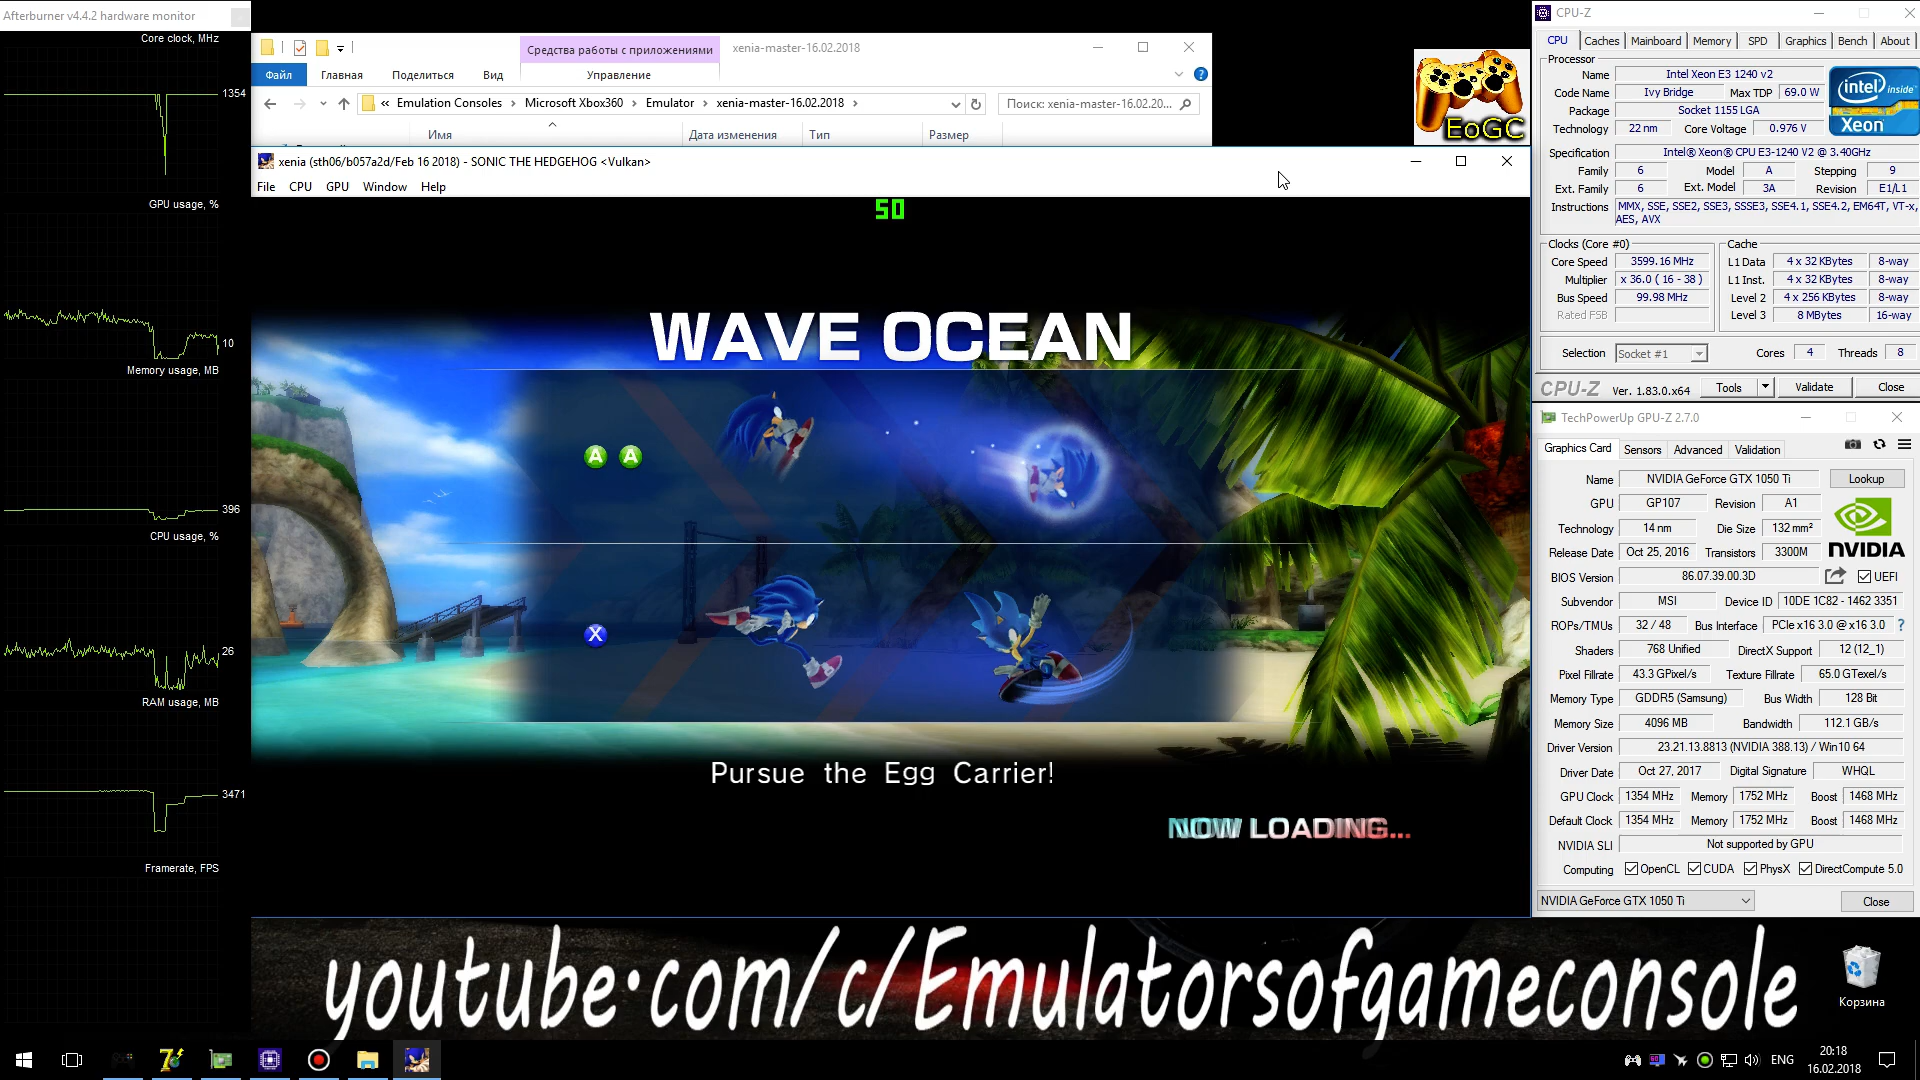 Afterburner v4.4.2 hardware monitor
Core clock, MHz
1354
GPU usage, %
10
Memory usage, MB
396
CPU usage, %
26
RAM usage, MB
3471
Framerate, FPS
Средства работы с приложениями
xenia-master-16.02.2018
Файл
Главная
Поделиться
Вид
Управление
« Emulation Consoles > Microsoft Xbox360 > Emulator > xenia-master-16.02.2018 >
Поиск: xenia-master-16.02.20...
Имя
Дата изменения
Тип
Размер
EoGC
xenia (sth06/b057a2d/Feb 16 2018) - SONIC THE HEDGEHOG <Vulkan>
File CPU GPU Window Help
50
WAVE OCEAN
A A
X
Pursue the Egg Carrier!
NOW LOADING...
CPU-Z
CPU Caches Mainboard Memory SPD Graphics Bench About
Processor
Name Intel Xeon E3 1240 v2
Code Name Ivy Bridge Max TDP 69.0 W
Package Socket 1155 LGA
Technology 22 nm Core Voltage 0.976 V
intel inside
Xeon
Specification Intel® Xeon® CPU E3-1240 V2 @ 3.40GHz
Family 6 Model A Stepping 9
Ext. Family 6 Ext. Model 3A Revision E1/L1
Instructions MMX, SSE, SSE2, SSE3, SSSE3, SSE4.1, SSE4.2, EM64T, VT-x,
AES, AVX
Clocks (Core #0)
Core Speed 3599.16 MHz
Multiplier x 36.0 ( 16 - 38 )
Bus Speed 99.98 MHz
Rated FSB
Cache
L1 Data 4 x 32 KBytes 8-way
L1 Inst. 4 x 32 KBytes 8-way
Level 2 4 x 256 KBytes 8-way
Level 3 8 MBytes 16-way
Selection Socket #1 Cores 4 Threads 8
CPU-Z Ver. 1.83.0.x64 Tools Validate Close
TechPowerUp GPU-Z 2.7.0
Graphics Card Sensors Advanced Validation
Name NVIDIA GeForce GTX 1050 Ti Lookup
GPU GP107 Revision A1
Technology 14 nm Die Size 132 mm²
Release Date Oct 25, 2016 Transistors 3300M
NVIDIA
BIOS Version 86.07.39.00.3D UEFI
Subvendor MSI Device ID 10DE 1C82 - 1462 3351
ROPs/TMUs 32 / 48 Bus Interface PCIe x16 3.0 @ x16 3.0 ?
Shaders 768 Unified DirectX Support 12 (12_1)
Pixel Fillrate 43.3 GPixel/s Texture Fillrate 65.0 GTexel/s
Memory Type GDDR5 (Samsung) Bus Width 128 Bit
Memory Size 4096 MB Bandwidth 112.1 GB/s
Driver Version 23.21.13.8813 (NVIDIA 388.13) / Win10 64
Driver Date Oct 27, 2017 Digital Signature WHQL
GPU Clock 1354 MHz Memory 1752 MHz Boost 1468 MHz
Default Clock 1354 MHz Memory 1752 MHz Boost 1468 MHz
NVIDIA SLI Not supported by GPU
Computing OpenCL CUDA PhysX DirectCompute 5.0
NVIDIA GeForce GTX 1050 Ti Close
youtube.com/c/Emulatorsofgameconsole
Корзина
ENG
20:18
16.02.2018